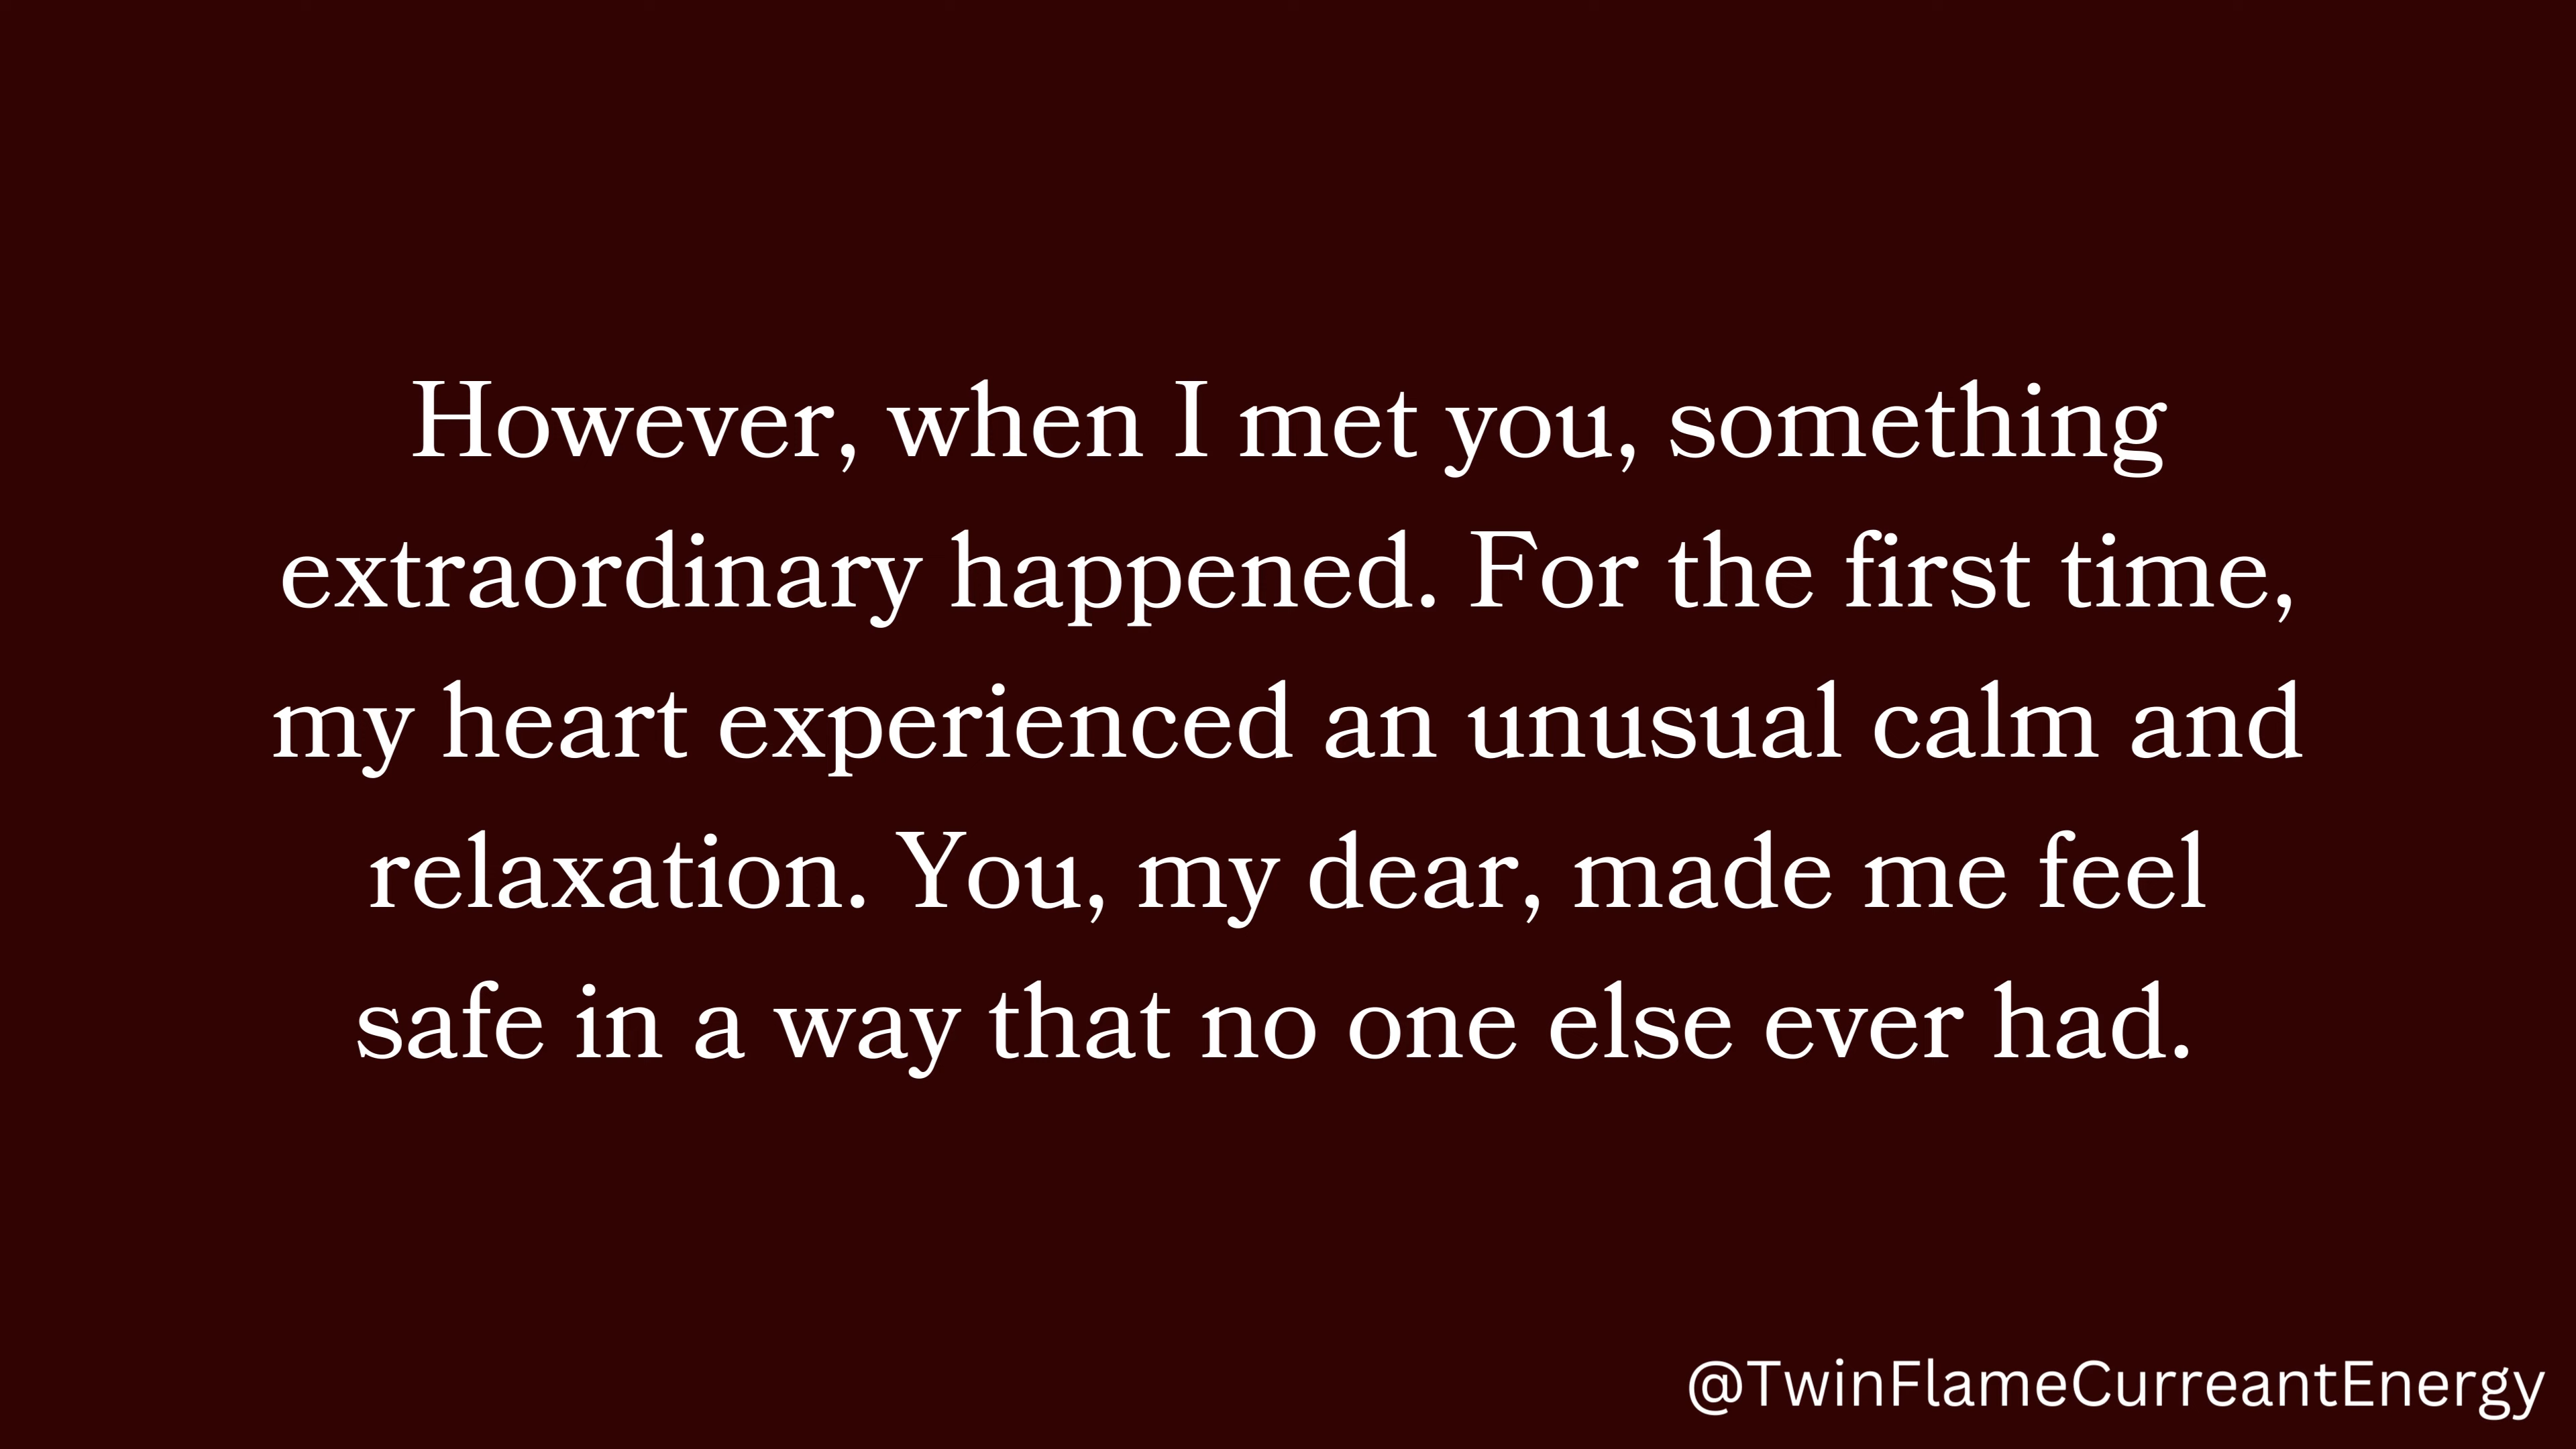 However, when I met you, something
extraordinary happened. For the first time,
my heart experienced an unusual calm and
relaxation. You, my dear, made me feel
safe in a way that no one else ever had.
@TwinFlameCurreantEnergy